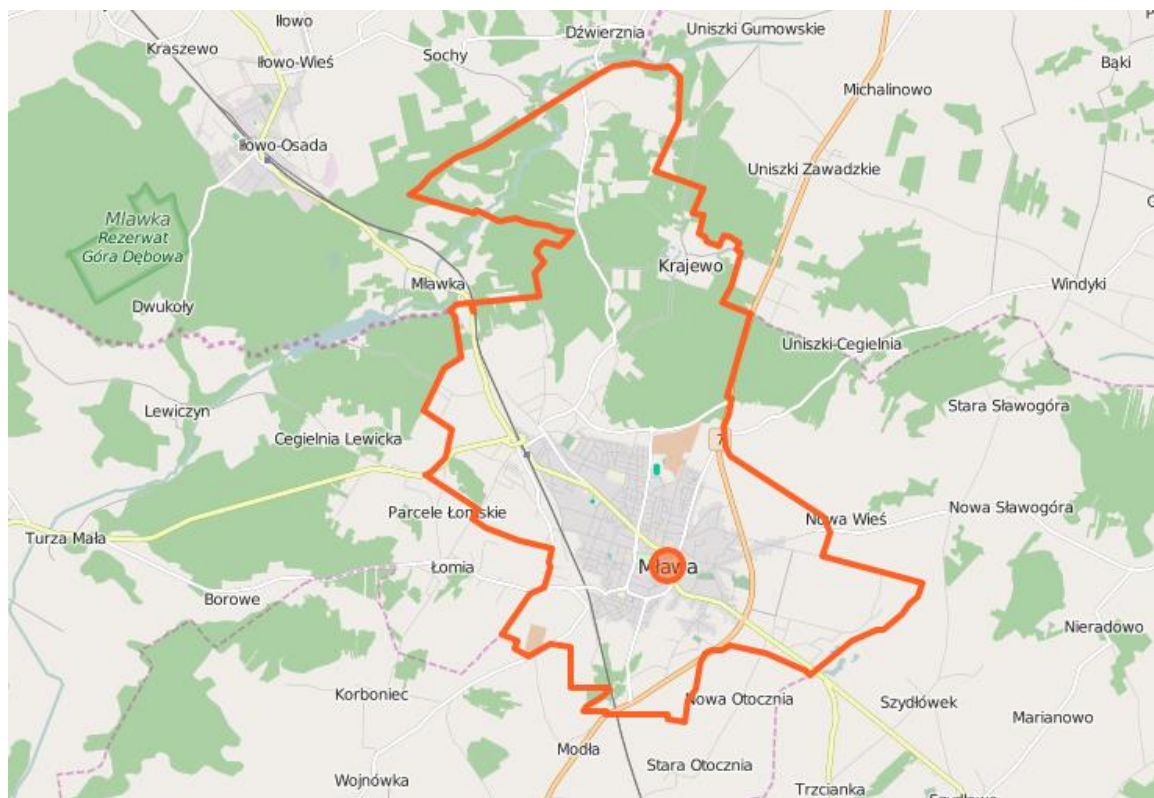 Iłowo
Dźwierznia
Uniszki Gumowskie
Kraszewo
Sochy
Iłowo-Wieś
Bąki
Michalinowo
Iłowo-Osada
Uniszki Zawadzkie
Mlawka
Rezerwat
Góra Dębowa
Krajewo
Mławka
Windyki
Dwukoły
Uniszki-Cegielnia
Lewiczyn
Stara Sławogóra
Cegielnia Lewicka
7
Parcele Łomskie
Nowa Sławogóra
Nowa Wieś
Turza Mała
Łomia
Mława
Borowe
Nieradowo
Korboniec
Nowa Otocznia
Szydłówek
Marianowo
Modła
Stara Otocznia
Wojnówka
Trzcianka